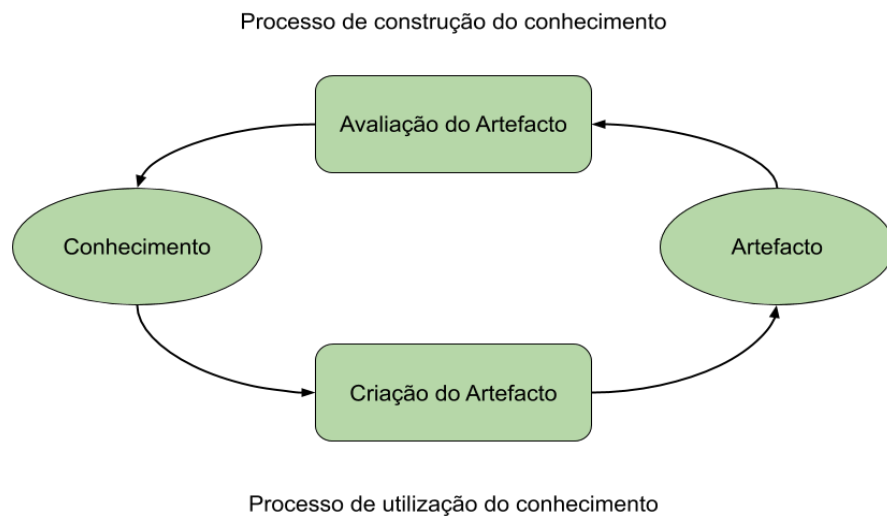 Processo de construção do conhecimento
Avaliação do Artefacto
Conhecimento
Artefacto
Criação do Artefacto
Processo de utilização do conhecimento